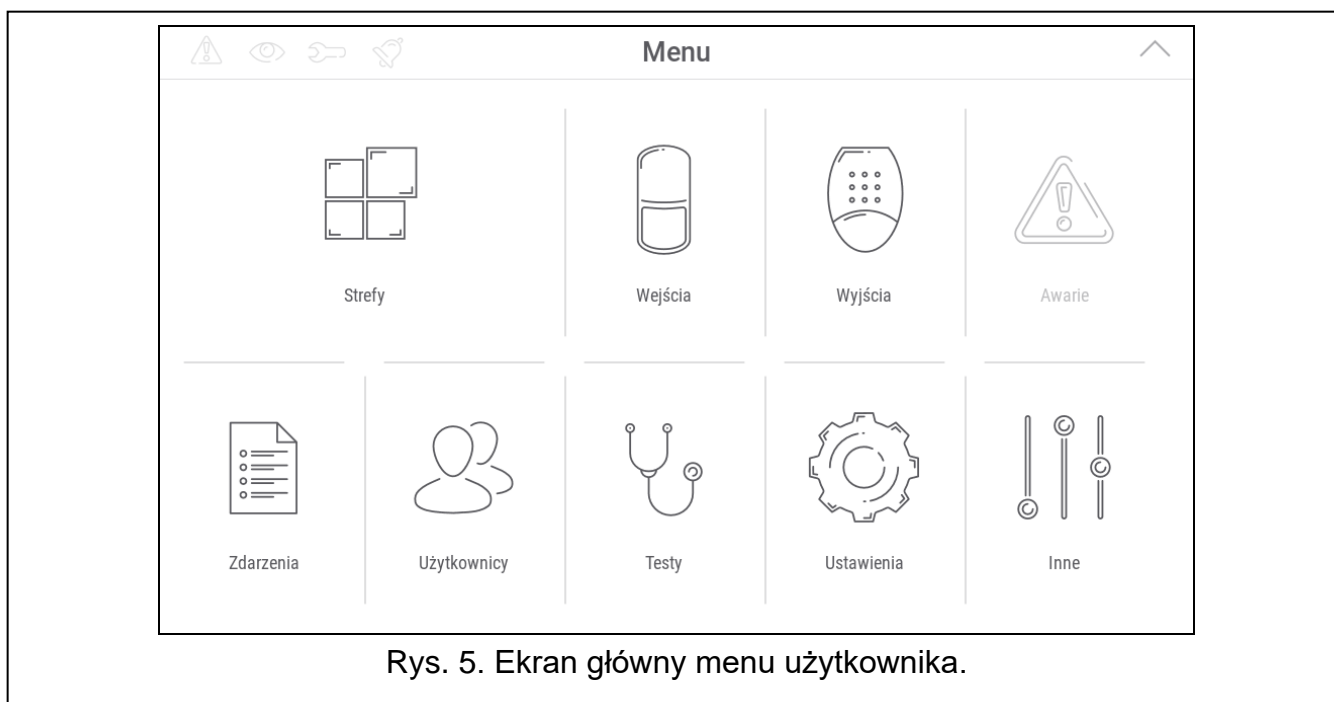 Menu
Strefy
Wejścia
Wyjścia
Awarie
Zdarzenia
Użytkownicy
Testy
Ustawienia
Inne
Rys. 5. Ekran główny menu użytkownika.